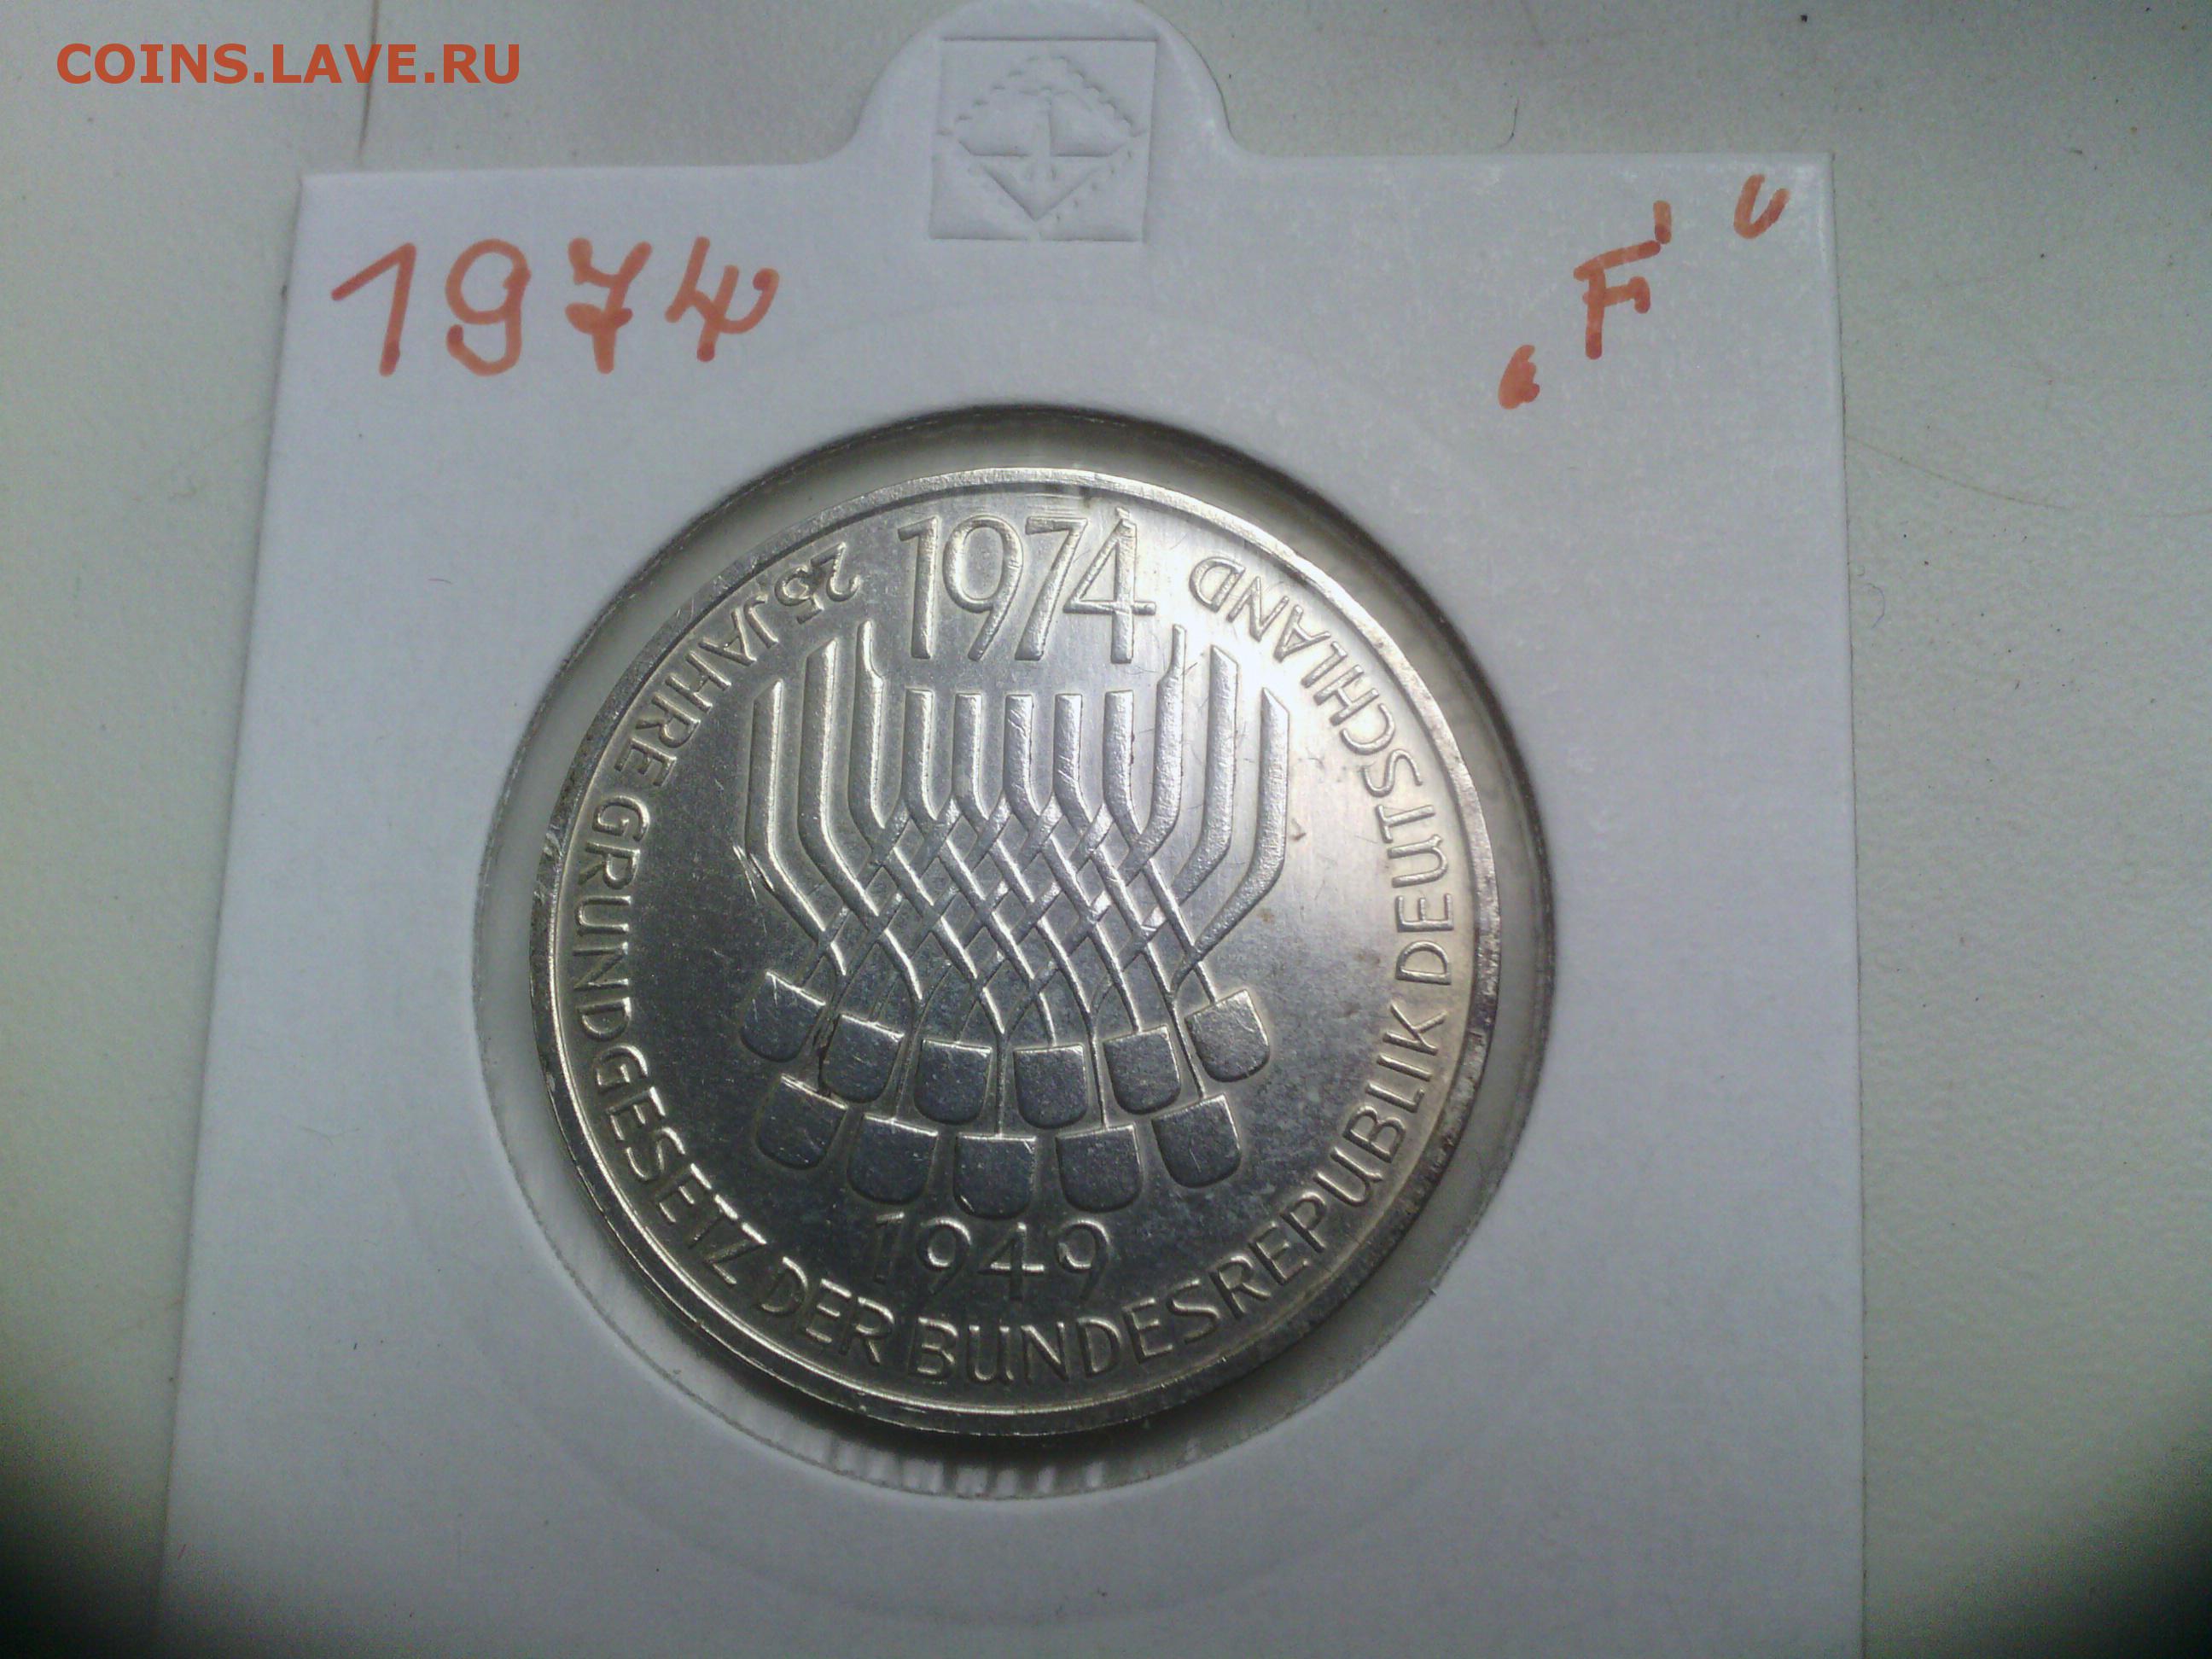 COINS.LAVE.RU
1974
„F“
1974
25 JAHRE GRUNDGESETZ DER BUNDESREPUBLIK DEUTSCHLAND
1949